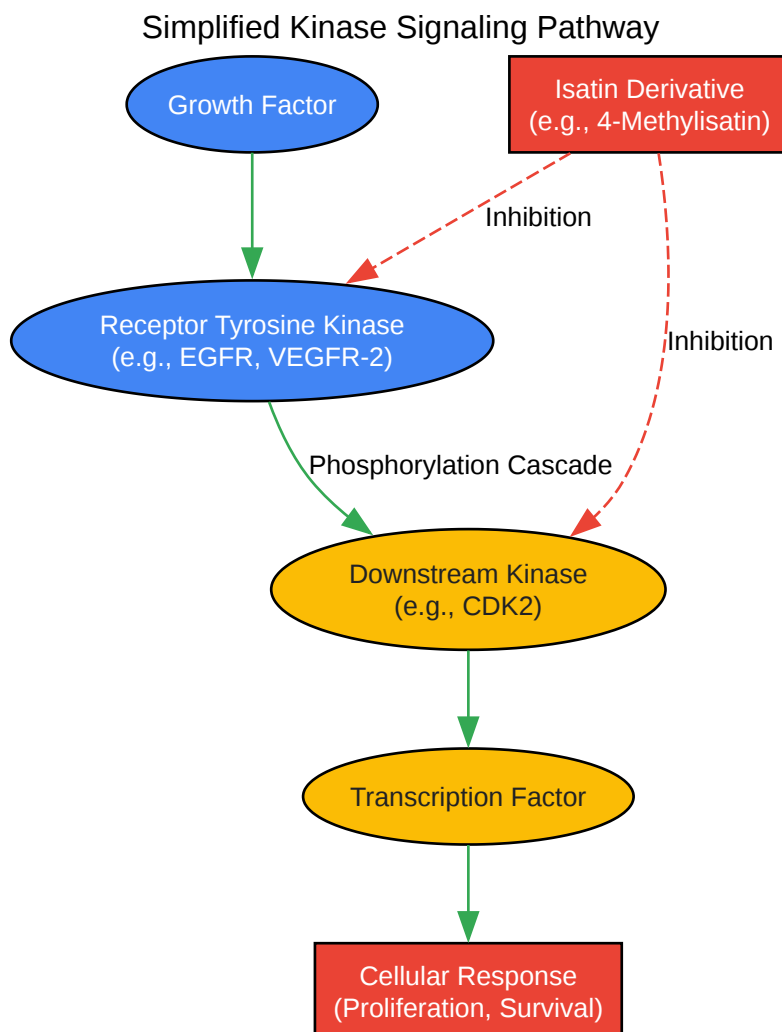 Simplified Kinase Signaling Pathway
Growth Factor
Isatin Derivative
(e.g., 4-Methylisatin)
Inhibition
Receptor Tyrosine Kinase
(e.g., EGFR, VEGFR-2)
Inhibition
Phosphorylation Cascade
Downstream Kinase
(e.g., CDK2)
Transcription Factor
Cellular Response
(Proliferation, Survival)